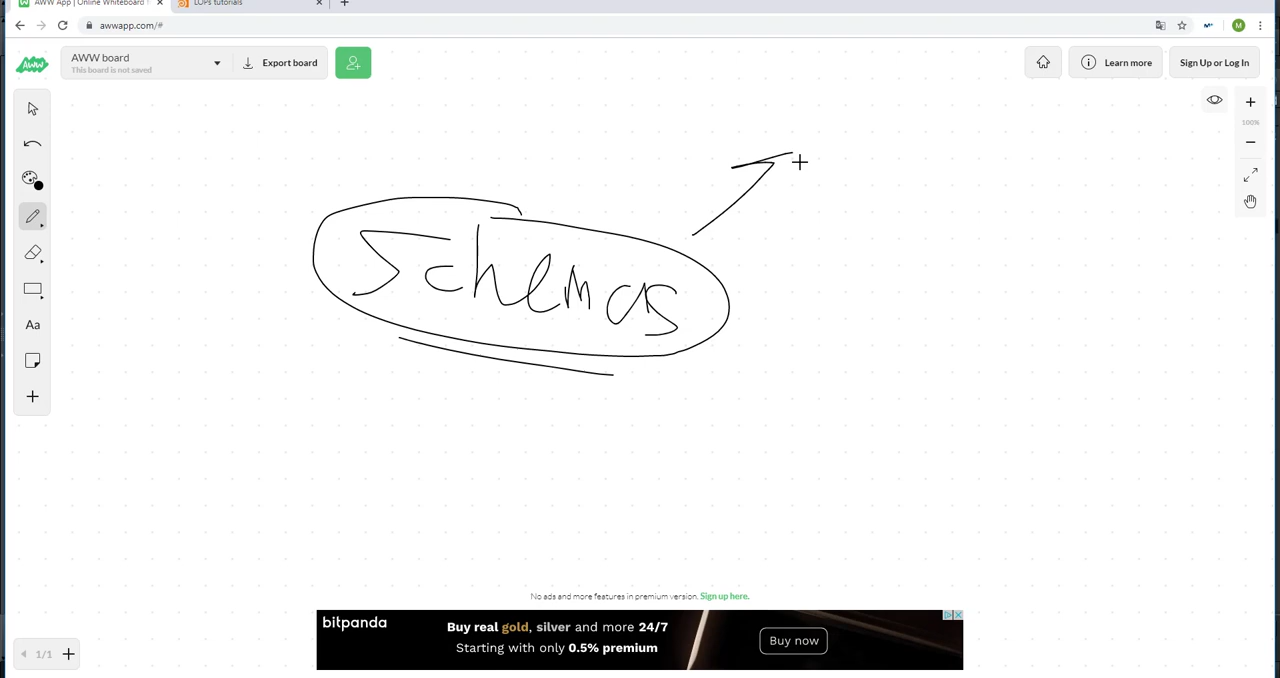 AWW App | Online Whiteboard
LOPs tutorials
awwapp.com/#
M
AWW
AWW board
This board is not saved
Export board
Learn more
Sign Up or Log In
100%
Schemas
Aa
No ads and more features in premium version. Sign up here.
bitpanda
Buy real gold, silver and more 24/7
Starting with only 0.5% premium
Buy now
1/1